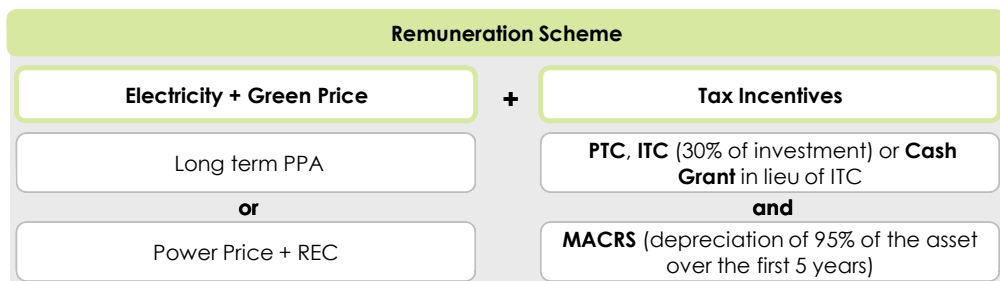 Remuneration Scheme
Electricity + Green Price
+
Tax Incentives
Long term PPA
or
Power Price + REC
PTC, ITC (30% of investment) or Cash
Grant in lieu of ITC
and
MACRS (depreciation of 95% of the asset
over the first 5 years)